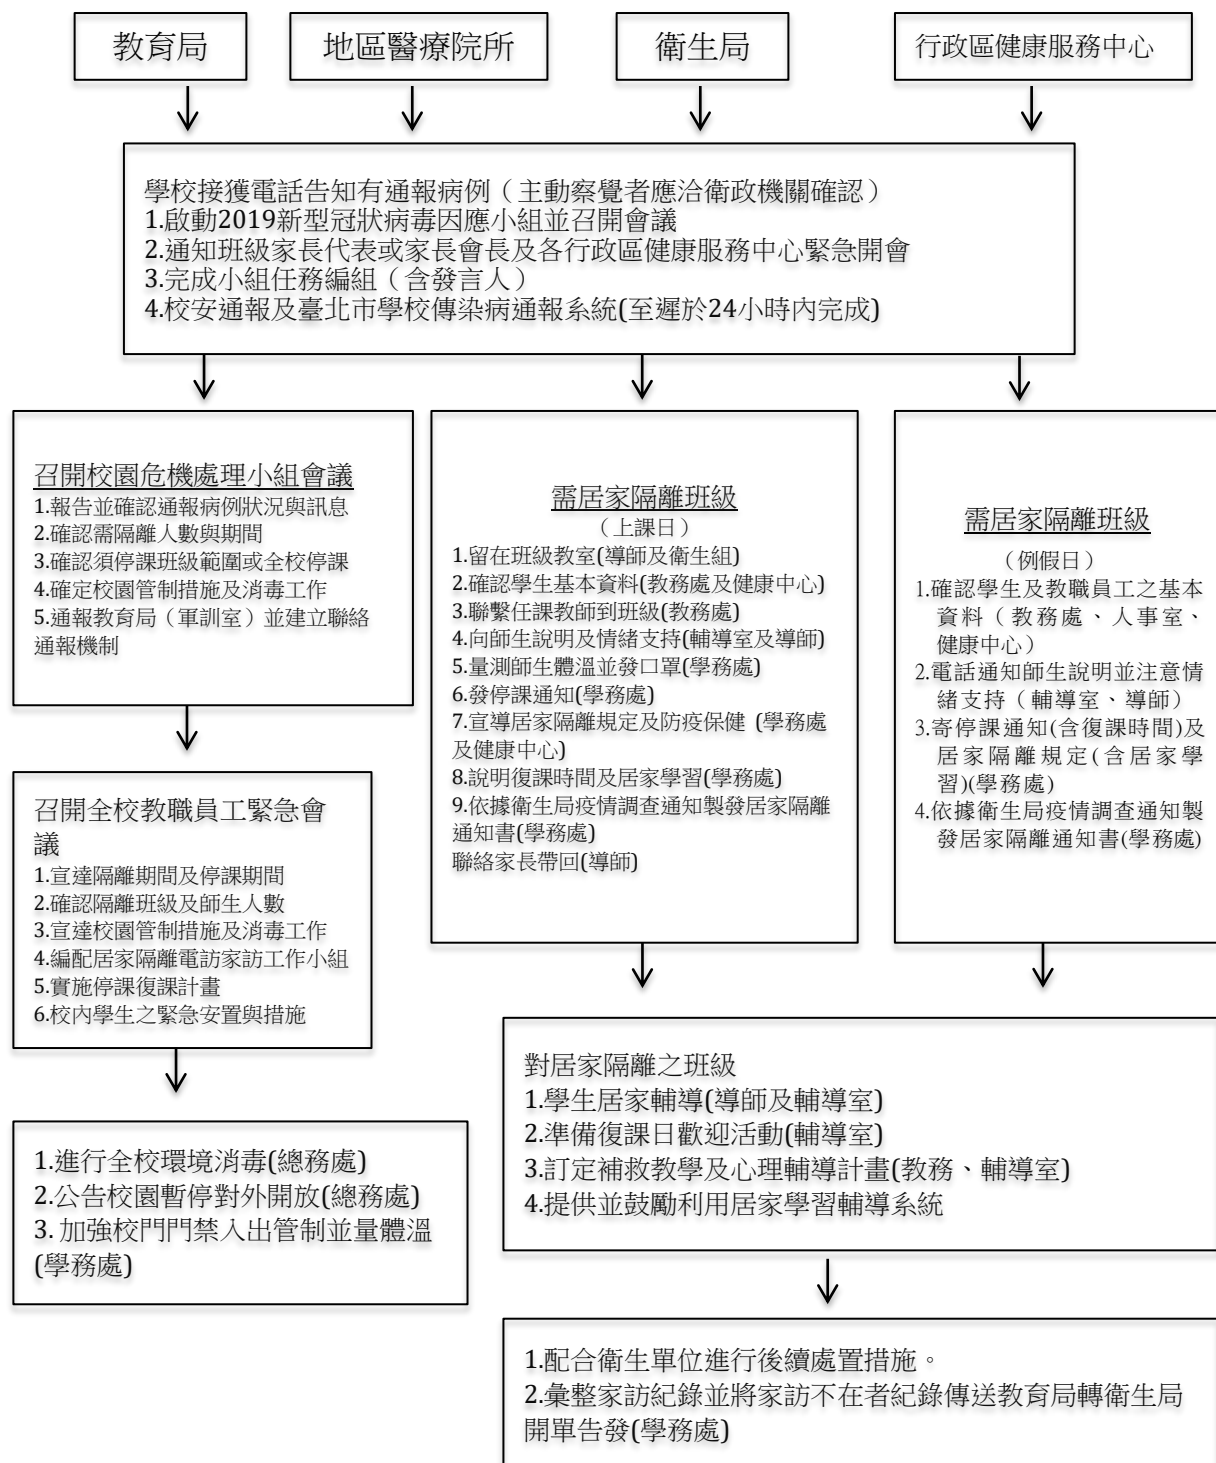 教育局
地區醫療院所
衛生局
行政區健康服務中心
學校接獲電話告知有通報病例（主動察覺者應洽衛政機關確認）
1.啟動2019新型冠狀病毒因應小組並召開會議
2.通知班級家長代表或家長會長及各行政區健康服務中心緊急開會
3.完成小組任務編組（含發言人）
4.校安通報及臺北市學校傳染病通報系統(至遲於24小時內完成)
召開校園危機處理小組會議
1.報告並確認通報病例狀況與訊息
2.確認需隔離人數與期間
3.確認須停課班級範圍或全校停課
4.確定校園管制措施及消毒工作
5.通報教育局（軍訓室）並建立聯絡
通報機制
需居家隔離班級
（上課日）
1.留在班級教室(導師及衛生組)
2.確認學生基本資料(教務處及健康中心)
3.聯繫任課教師到班級(教務處)
4.向師生說明及情緒支持(輔導室及導師)
5.量測師生體溫並發口罩(學務處)
6.發停課通知(學務處)
7.宣導居家隔離規定及防疫保健 (學務處
及健康中心)
8.說明復課時間及居家學習(學務處)
9.依據衛生局疫情調查通知製發居家隔離
通知書(學務處)
聯絡家長帶回(導師)
需居家隔離班級
（例假日）
1.確認學生及教職員工之基本
資料（教務處、人事室、
健康中心）
2.電話通知師生說明並注意情
緒支持（輔導室、導師）
3.寄停課通知(含復課時間)及
居家隔離規定(含居家學
習)(學務處)
4.依據衛生局疫情調查通知製
發居家隔離通知書(學務處)
召開全校教職員工緊急會
議
1.宣達隔離期間及停課期間
2.確認隔離班級及師生人數
3.宣達校園管制措施及消毒工作
4.編配居家隔離電訪家訪工作小組
5.實施停課復課計畫
6.校內學生之緊急安置與措施
1.進行全校環境消毒(總務處)
2.公告校園暫停對外開放(總務處)
3. 加強校門門禁入出管制並量體溫
(學務處)
對居家隔離之班級
1.學生居家輔導(導師及輔導室)
2.準備復課日歡迎活動(輔導室)
3.訂定補救教學及心理輔導計畫(教務、輔導室)
4.提供並鼓勵利用居家學習輔導系統
1.配合衛生單位進行後續處置措施。
2.彙整家訪紀錄並將家訪不在者紀錄傳送教育局轉衛生局
開單告發(學務處)